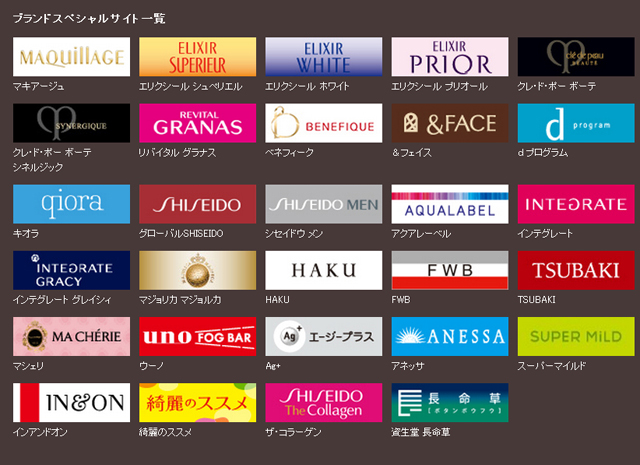 ブランドスペシャルサイト一覧
MAQUILLAGE
ELIXIR
SUPERIEUR
ELIXIR
WHITE
ELIXIR
PRIOR
clé de peau
BEAUTÉ
マキアージュ
エリクシール シュペリエル
エリクシール ホワイト
エリクシール プリオール
クレ・ド・ポー ボーテ
SYNERGIQUE
REVITAL
GRANAS
BENEFIQUE
&FACE
d program
クレ・ド・ポー ボーテ
シネルジック
リバイタル グラナス
ベネフィーク
&フェイス
d プログラム
qiora
SHISEIDO
SHISEIDO MEN
AQUALABEL
INTEGRATE
キオラ
グローバルSHISEIDO
シセイドウ メン
アクアレーベル
インテグレート
INTEGRATE
GRACY
HAKU
FWB
TSUBAKI
インテグレート グレイシィ
マジョリカ マジョルカ
HAKU
FWB
TSUBAKI
MA CHÉRIE
uno FOG BAR
Ag+ エージープラス
ANESSA
SUPER MiLD
マシェリ
ウーノ
Ag+
アネッサ
スーパーマイルド
IN&ON
綺麗のススメ
SHISEIDO
The Collagen
長命草
[ボタンボウフウ]
インアンドオン
綺麗のススメ
ザ・コラーゲン
資生堂 長命草